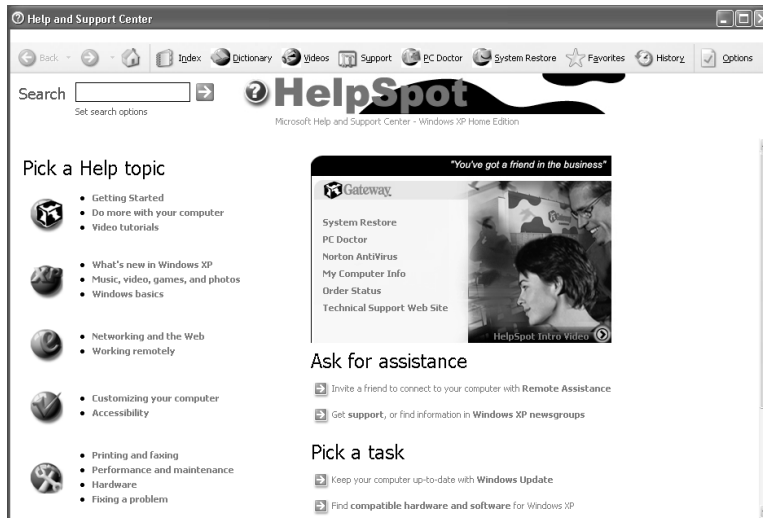 Help and Support Center
Back Index Dictionary Videos Support PC Doctor System Restore Favorites History Options
Search
Set search options
HelpSpot
Microsoft Help and Support Center - Windows XP Home Edition
Pick a Help topic
Getting Started
Do more with your computer
Video tutorials
What's new in Windows XP
Music, video, games, and photos
Windows basics
Networking and the Web
Working remotely
Customizing your computer
Accessibility
Printing and faxing
Performance and maintenance
Hardware
Fixing a problem
"You've got a friend in the business"
Gateway
System Restore
PC Doctor
Norton AntiVirus
My Computer Info
Order Status
Technical Support Web Site
HelpSpot Intro Video
Ask for assistance
Invite a friend to connect to your computer with Remote Assistance
Get support, or find information in Windows XP newsgroups
Pick a task
Keep your computer up-to-date with Windows Update
Find compatible hardware and software for Windows XP